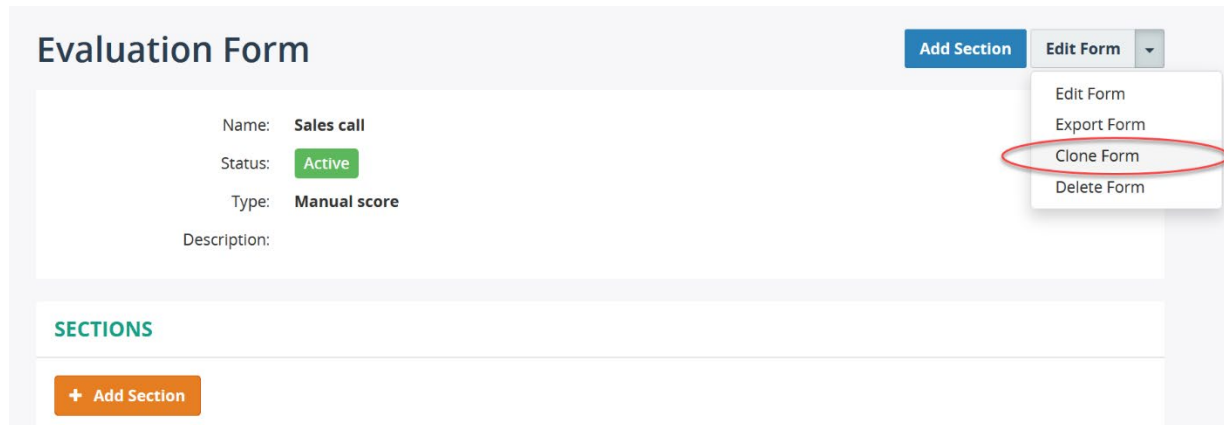 Evaluation Form
Add Section
Edit Form
Edit Form
Export Form
Clone Form
Delete Form
Name: Sales call
Status: Active
Type: Manual score
Description:
SECTIONS
+ Add Section